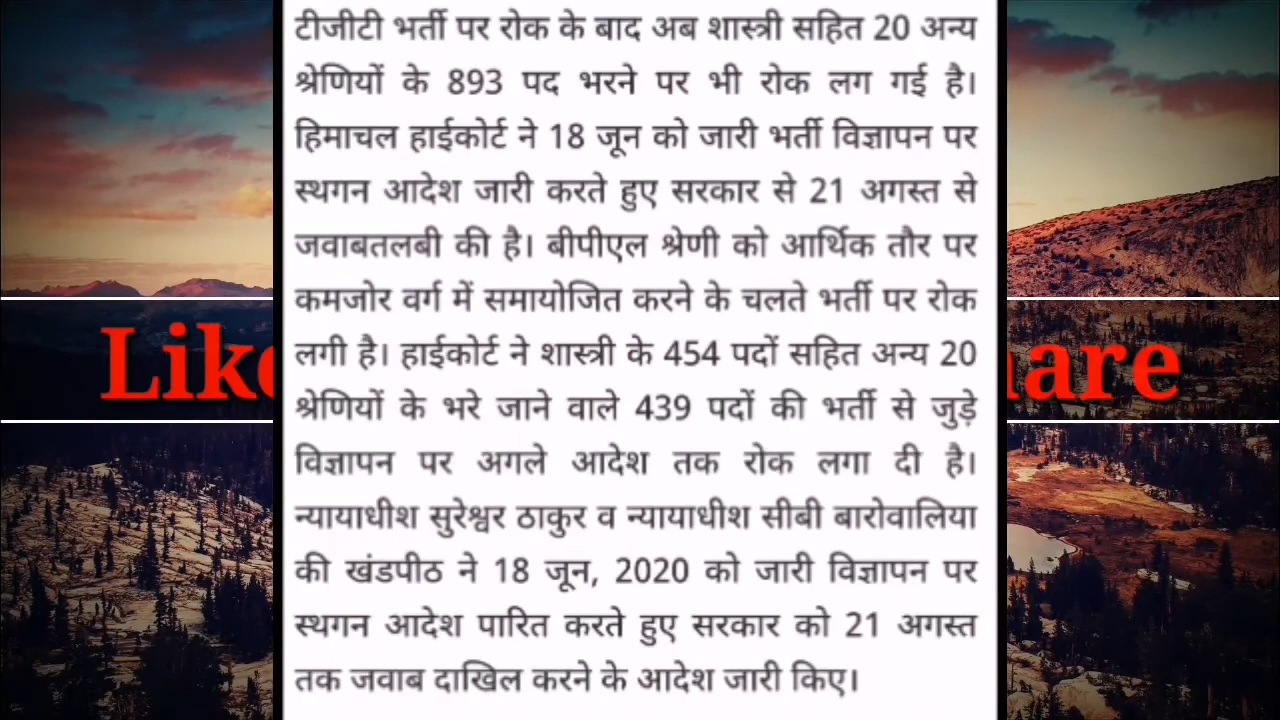 टीजीटी भर्ती पर रोक के बाद अब शास्त्री सहित 20 अन्य
श्रेणियों के 893 पद भरने पर भी रोक लग गई है।
हिमाचल हाईकोर्ट ने 18 जून को जारी भर्ती विज्ञापन पर
स्थगन आदेश जारी करते हुए सरकार से 21 अगस्त से
जवाबतलबी की है। बीपीएल श्रेणी को आर्थिक तौर पर
कमजोर वर्ग में समायोजित करने के चलते भर्ती पर रोक
लगी है। हाईकोर्ट ने शास्त्री के 454 पदों सहित अन्य 20
श्रेणियों के भरे जाने वाले 439 पदों की भर्ती से जुड़े
विज्ञापन पर अगले आदेश तक रोक लगा दी है।
न्यायाधीश सुरेश्वर ठाकुर व न्यायाधीश सीबी बारोवालिया
की खंडपीठ ने 18 जून, 2020 को जारी विज्ञापन पर
स्थगन आदेश पारित करते हुए सरकार को 21 अगस्त
तक जवाब दाखिल करने के आदेश जारी किए।